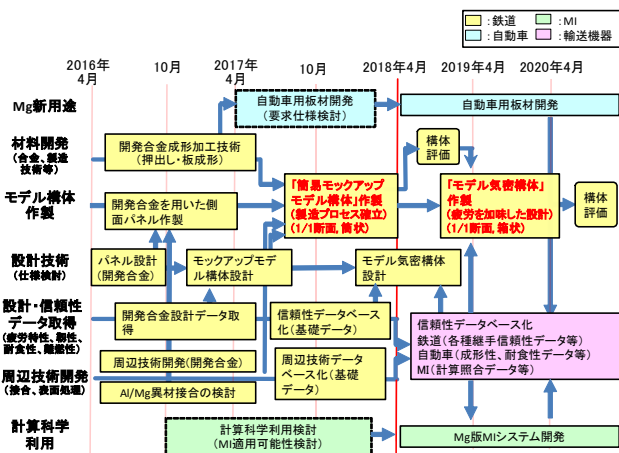 :鉄道
:MI
:自動車
:輸送機器
2016年
4月
10月
2017年
4月
10月
2018年4月
2019年4月
2020年4月
Mg新用途
自動車用板材開発
(要求仕様検討)
自動車用板材開発
材料開発
(合金、製造
技術等)
開発合金成形加工技術
(押出し・板成形)
構体
評価
モデル構体
作製
開発合金を用いた側
面パネル作製
「簡易モックアップ
モデル構体」作製
(製造プロセス確立)
(1/1断面,筒状)
「モデル気密構体」
作製
(疲労を加味した設計)
(1/1断面,箱状)
構体
評価
設計技術
(仕様検討)
パネル設計
(開発合金)
モックアップモデ
ル構体設計
モデル気密構体
設計
設計・信頼性
データ取得
(疲労特性、靭性、
耐食性、難燃性)
開発合金設計データ取
得
信頼性データベース
化(基礎データ)
信頼性データベース化
鉄道(各種継手信頼性データ等)
自動車(成形性、耐食性データ等)
MI(計算照合データ等)
周辺技術開発
(接合、表面処理)
周辺技術開発(開発合金)
Al/Mg異材接合の検討
周辺技術データ
ベース化(基礎
データ)
計算科学
利用
計算科学利用検討
(MI適用可能性検討)
Mg版MIシステム開発